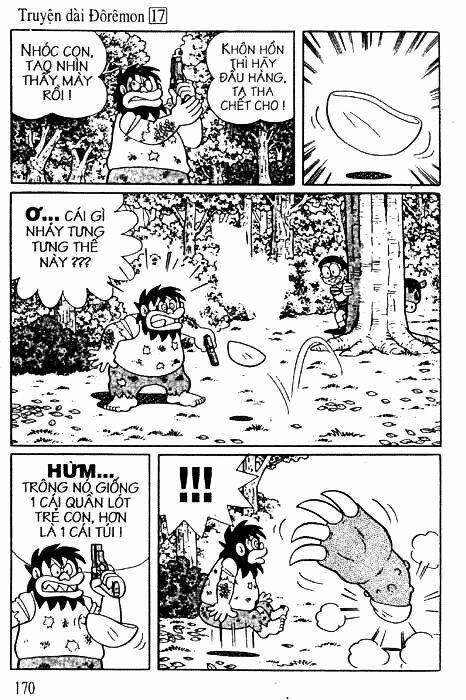 Truyện dài Đôrêmon 17
NHÓC CON,
TAO NHÌN
THẤY MÀY
RỒI !
KHÔN HỒN
THÌ HÃY
ĐẦU HÀNG,
TA THA
CHẾT CHO !
Ơ... CÁI GÌ
NHẢY TƯNG
TƯNG THẾ
NÀY ???
HỪM...
TRÔNG NÓ GIỐNG
1 CÁI QUẦN LÓT
TRẺ CON, HƠN
LÀ 1 CÁI TÚI !
!!!
170